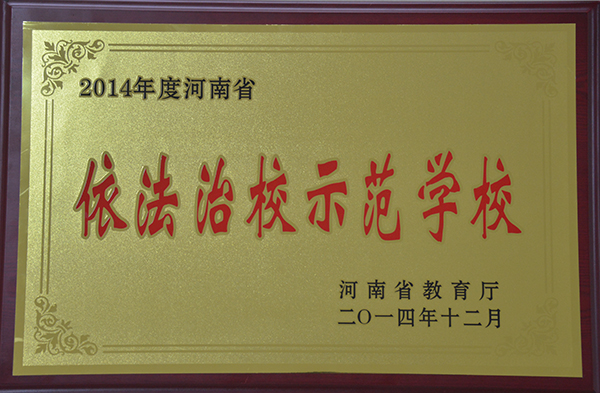 2014年度河南省
依法治校示范学校
河南省教育厅
二〇一四年十二月